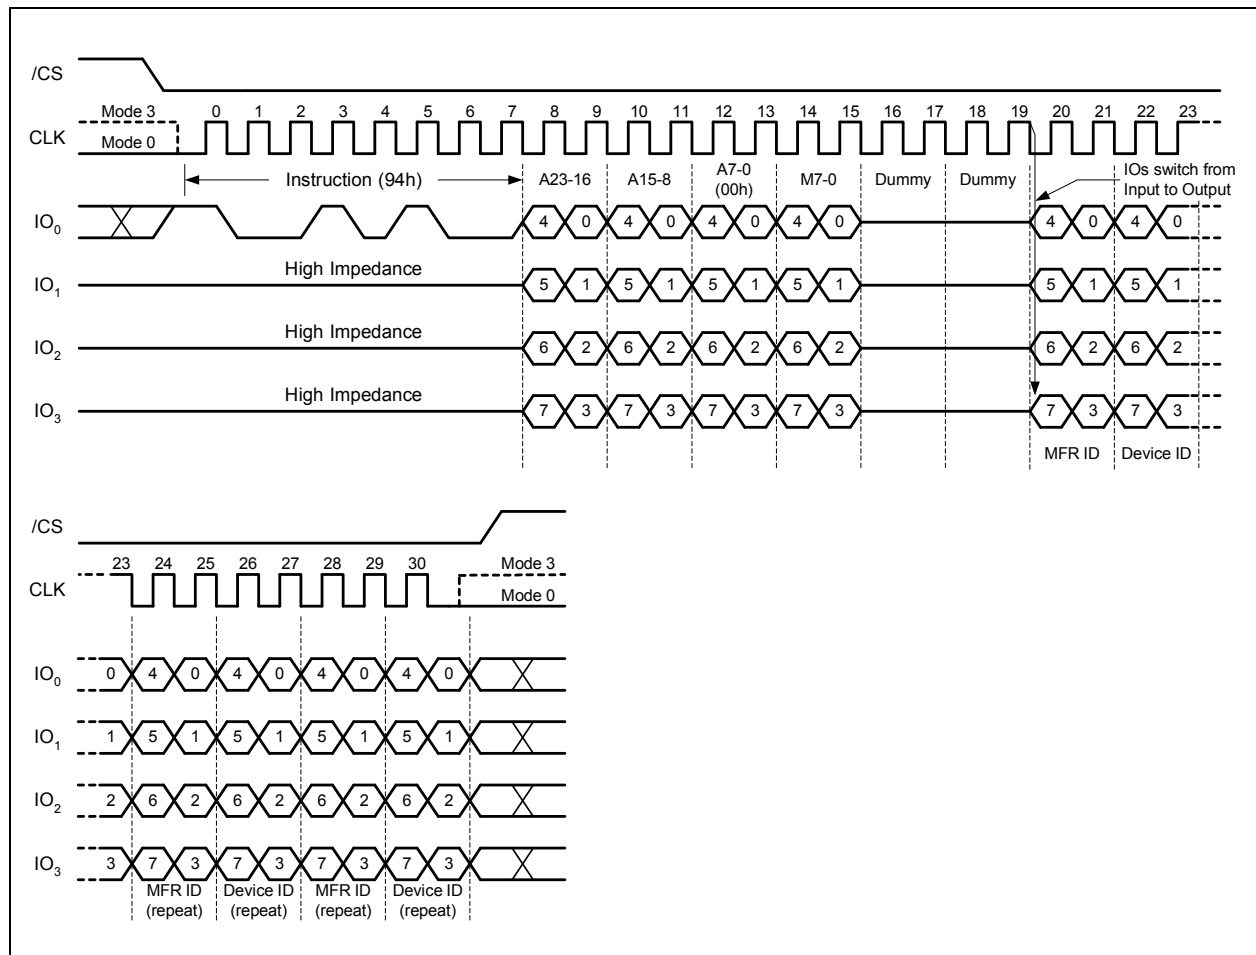 /CS
Mode 3 0 1 2 3 4 5 6 7 8 9 10 11 12 13 14 15 16 17 18 19 20 21 22 23
CLK Mode 0
Instruction (94h) A23-16 A15-8 A7-0 M7-0 Dummy Dummy IOs switch from
(00h) Input to Output
IO0 4 0 4 0 4 0 4 0 4 0 4 0
High Impedance
IO1 5 1 5 1 5 1 5 1 5 1 5 1
High Impedance
IO2 6 2 6 2 6 2 6 2 6 2 6 2
High Impedance
IO3 7 3 7 3 7 3 7 3 7 3 7 3
MFR ID Device ID
/CS
23 24 25 26 27 28 29 30 Mode 3
CLK Mode 0
IO0 0 4 0 4 0 4 0 4 0
IO1 1 5 1 5 1 5 1 5 1
IO2 2 6 2 6 2 6 2 6 2
IO3 3 7 3 7 3 7 3 7 3
MFR ID Device ID MFR ID Device ID
(repeat) (repeat) (repeat) (repeat)